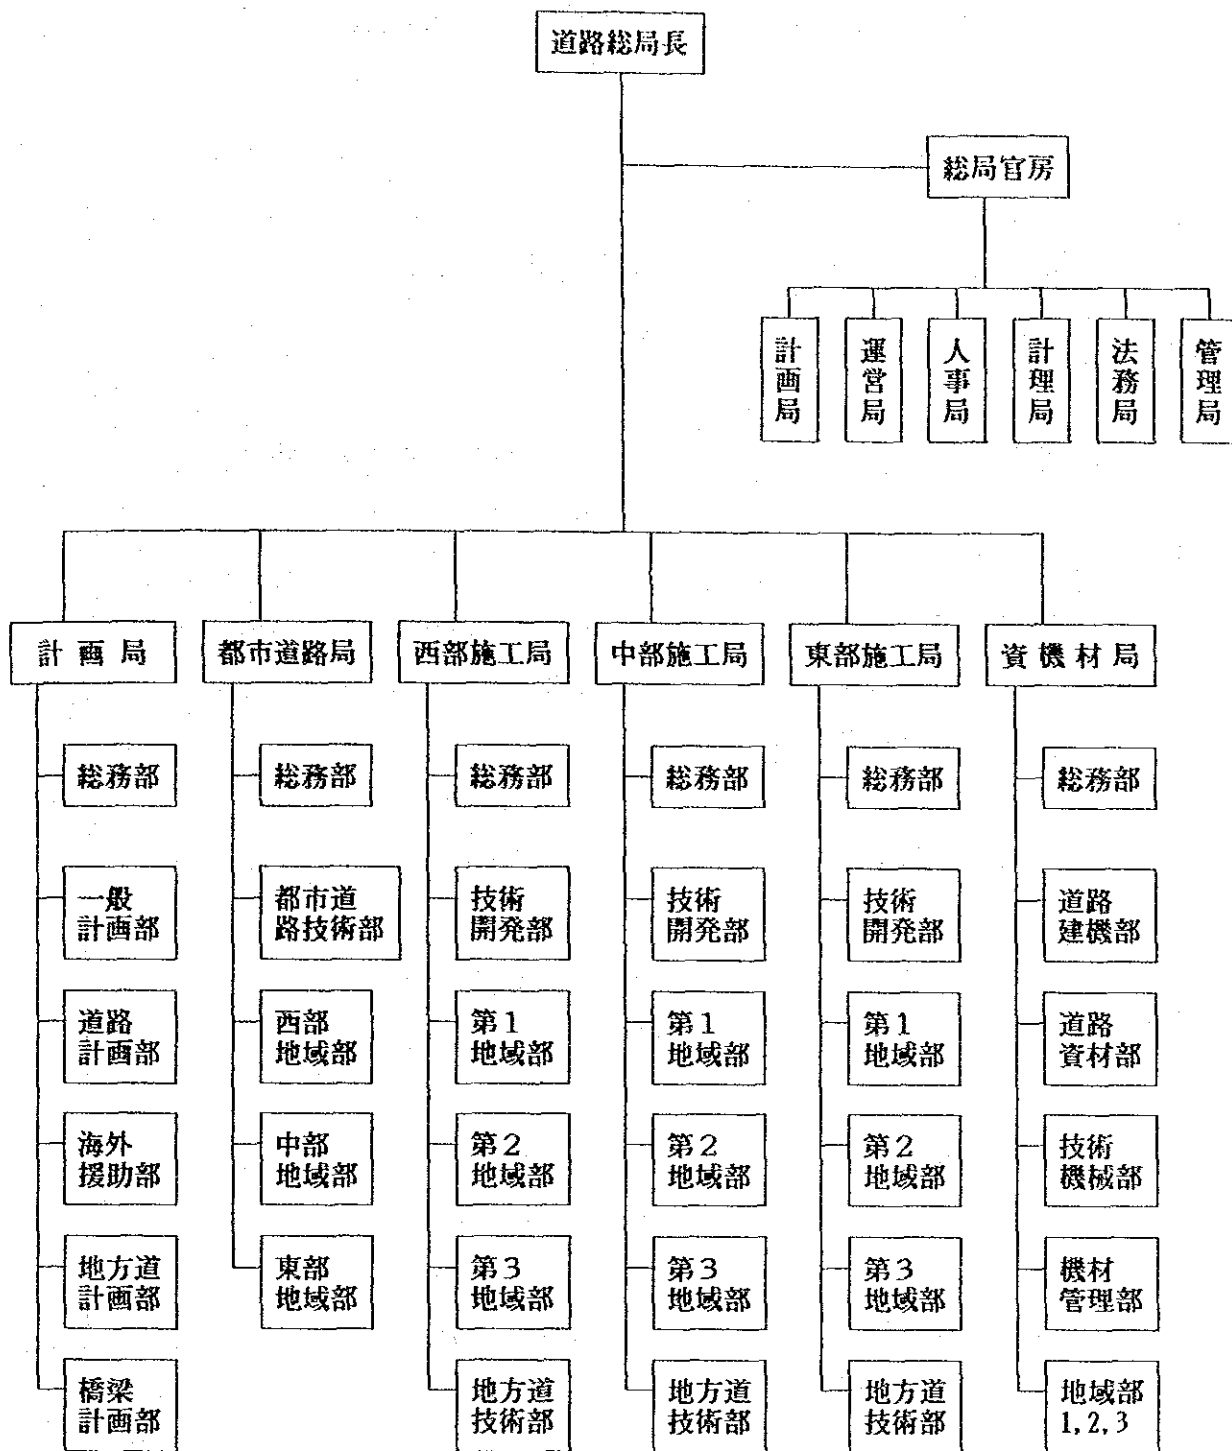 道路総局長
総局官房
計画局
運営局
人事局
計理局
法務局
管理局
計画局
総務部
一般
計画部
道路
計画部
海外
援助部
地方道
計画部
橋梁
計画部
都市道路局
総務部
都市道
路技術部
西部
地域部
中部
地域部
東部
地域部
西部施工局
総務部
技術
開発部
第1
地域部
第2
地域部
第3
地域部
地方道
技術部
中部施工局
総務部
技術
開発部
第1
地域部
第2
地域部
第3
地域部
地方道
技術部
東部施工局
総務部
技術
開発部
第1
地域部
第2
地域部
第3
地域部
地方道
技術部
資機材局
総務部
道路
建機部
道路
資材部
技術
機械部
機材
管理部
地域部
1, 2, 3